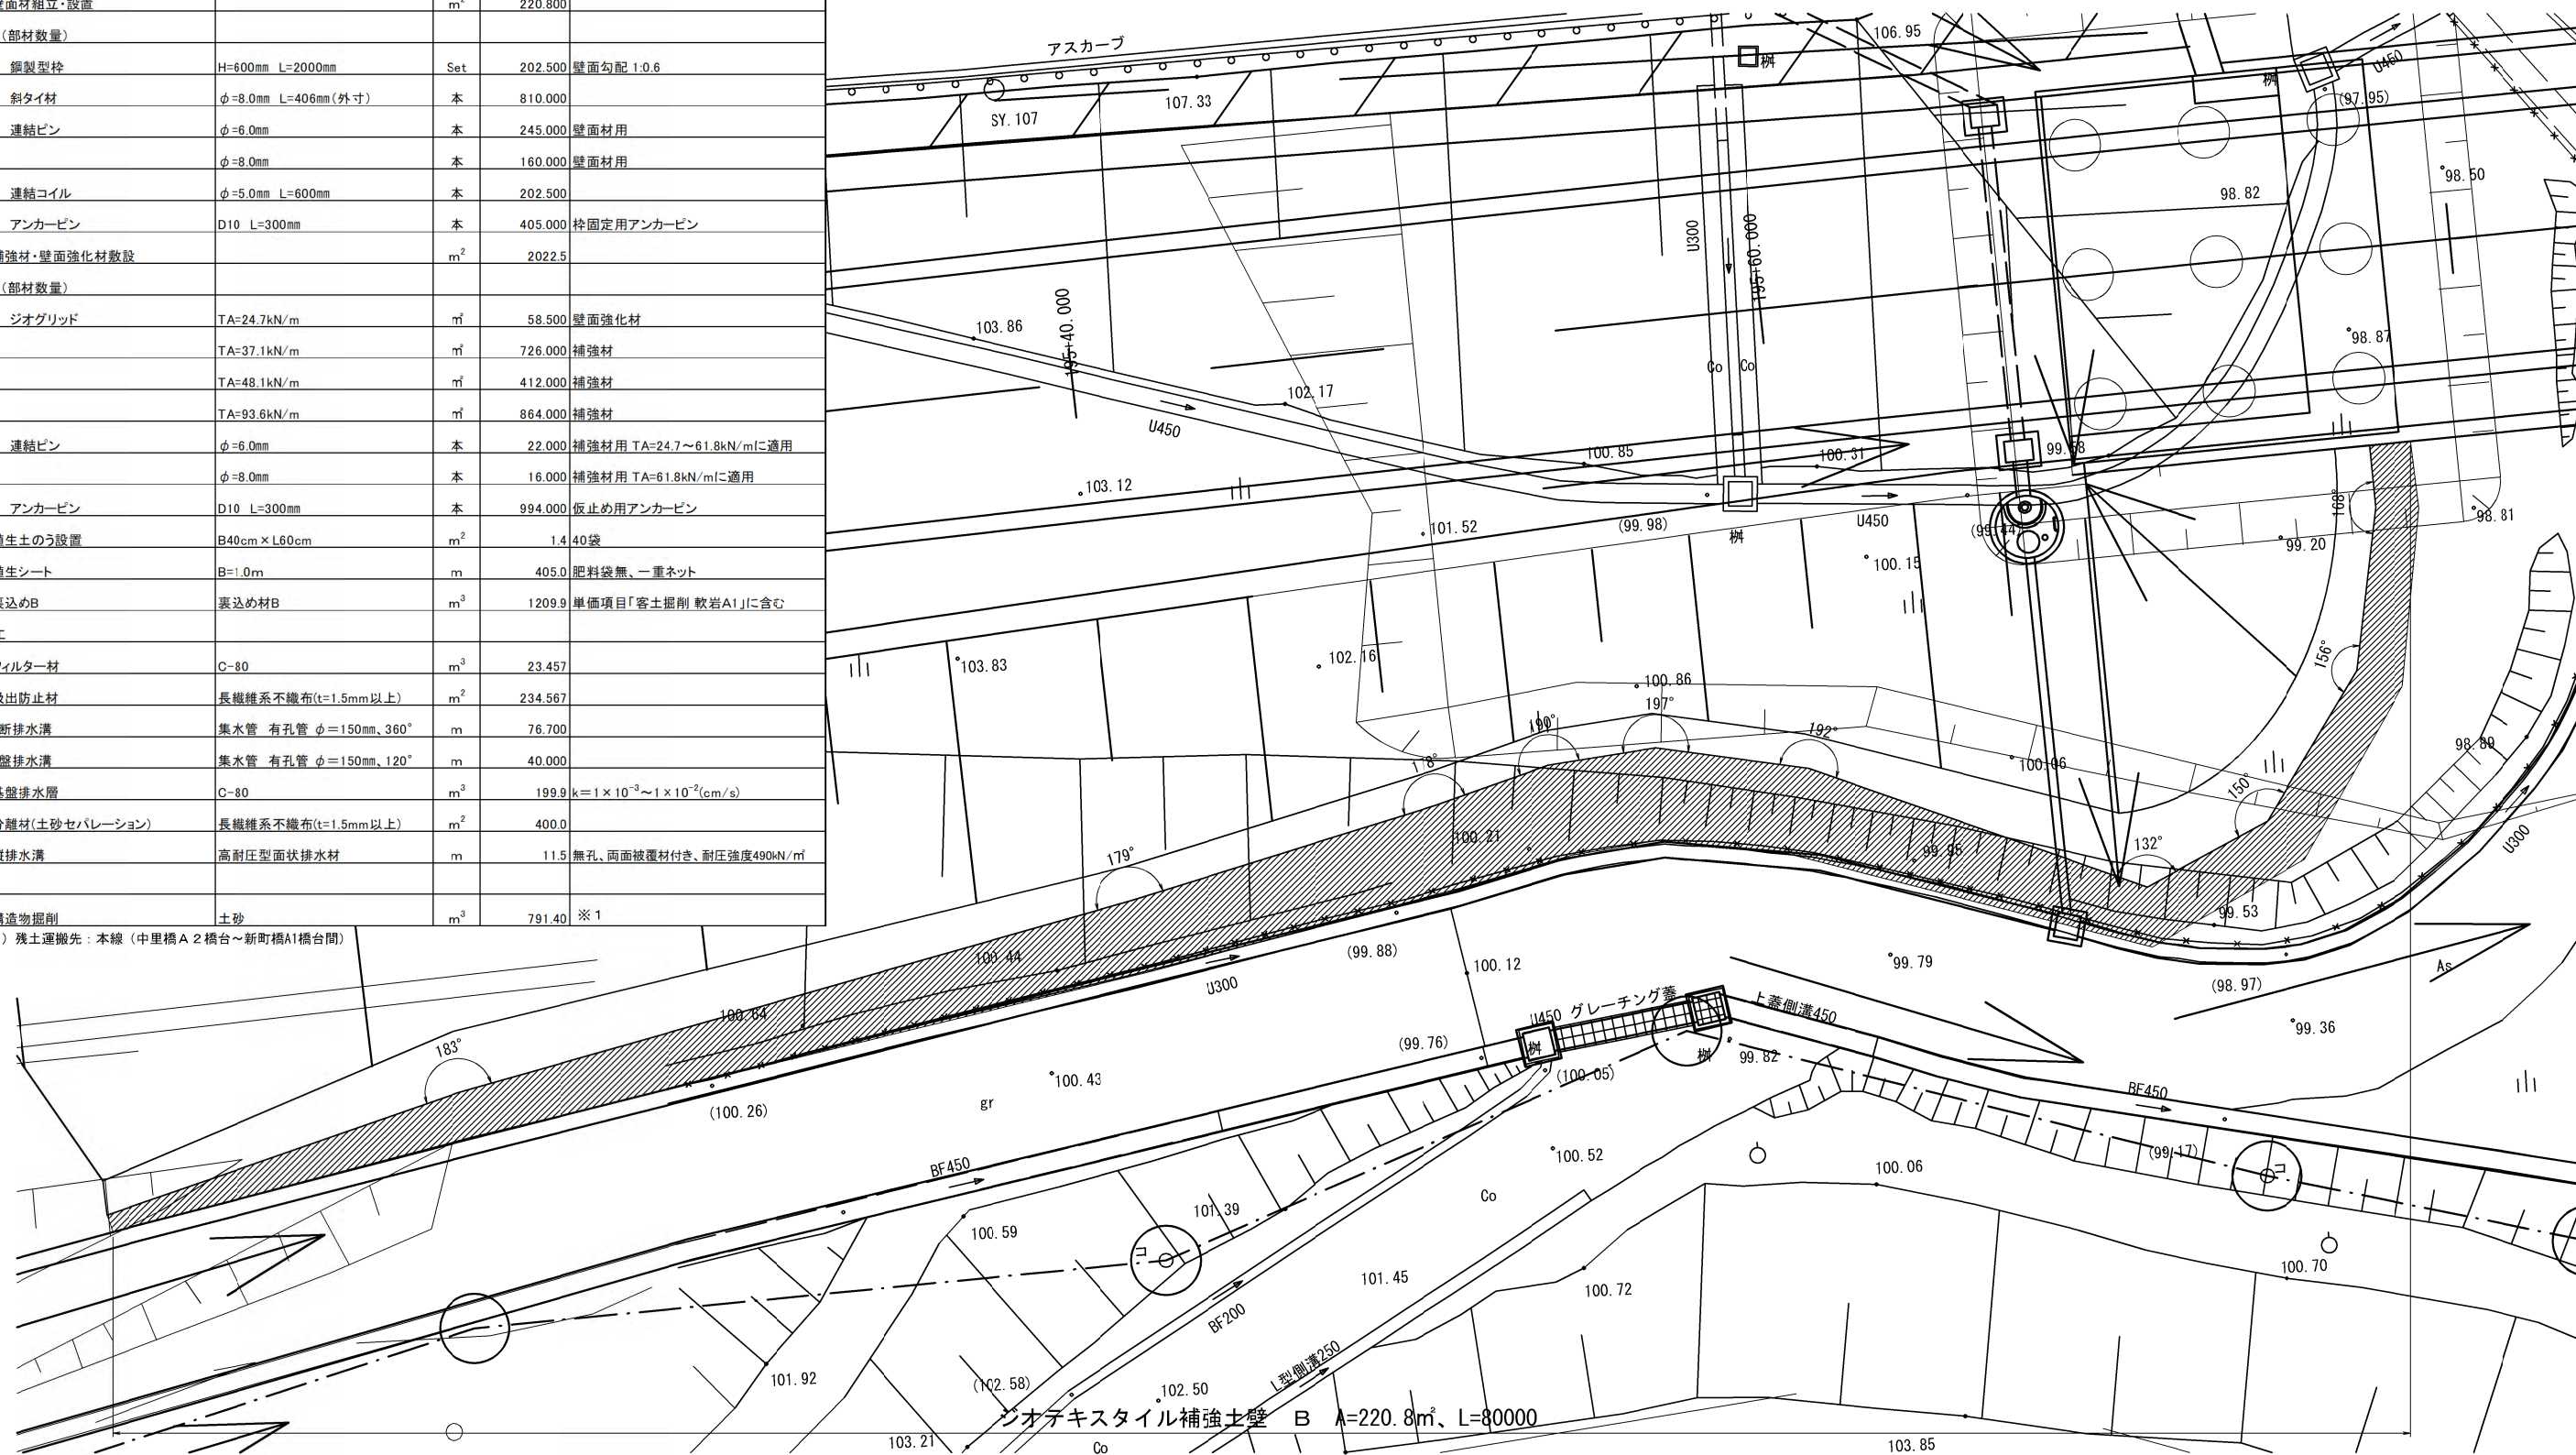 壁面材組立・設置 m² 220.800
(部材数量)
鋼製型枠 H=600mm L=2000mm Set 202.500 壁面勾配 1:0.6
斜タイ材 φ=8.0mm L=406mm(外寸) 本 810.000
連結ピン φ=6.0mm 本 245.000 壁面材用
φ=8.0mm 本 160.000 壁面材用
連結コイル φ=5.0mm L=600mm 本 202.500
アンカーピン D10 L=300mm 本 405.000 枠固定用アンカーピン
補強材・壁面強化材敷設 m² 2022.5
(部材数量)
ジオグリッド TA=24.7kN/m ㎡ 58.500 壁面強化材
TA=37.1kN/m ㎡ 726.000 補強材
TA=48.1kN/m ㎡ 412.000 補強材
TA=93.6kN/m ㎡ 864.000 補強材
連結ピン φ=6.0mm 本 22.000 補強材用 TA=24.7～61.8kN/mに適用
φ=8.0mm 本 16.000 補強材用 TA=61.8kN/mに適用
アンカーピン D10 L=300mm 本 994.000 仮止め用アンカーピン
植生土のう設置 B40cm×L60cm m² 1.4 40袋
植生シート B=1.0m m 405.0 肥料袋無、一重ネット
裏込めB 裏込め材B m³ 1209.9 単価項目「客土掘削 軟岩A1」に含む
工
フィルター材 C-80 m³ 23.457
吸出防止材 長繊維系不織布(t=1.5mm以上) m² 234.567
断排水溝 集水管 有孔管 φ=150mm、360° m 76.700
盤排水溝 集水管 有孔管 φ=150mm、120° m 40.000
基盤排水層 C-80 m³ 199.9 k=1×10⁻³～1×10⁻²(cm/s)
分離材(土砂セパレーション) 長繊維系不織布(t=1.5mm以上) m² 400.0
縦排水溝 高耐圧型面状排水材 m 11.5 無孔、両面被覆材付き、耐圧強度490kN/㎡
構造物掘削 土砂 m³ 791.40 ※1
) 残土運搬先：本線（中里橋A2橋台～新町橋A1橋台間）
アスカーブ
106.95
桝
桝
U450
(97.95)
SY.107
107.33
98.50
98.82
U300
195+60.000
195+40.000
103.86
98.87
Co
Co
102.17
U450
100.85
100.31
99.58
103.12
168°
98.81
101.52
(99.98)
桝
U450
(99.44)
99.20
100.15
103.83
102.16
156°
100.86
197°
190°
192°
98.89
118°
100.06
150°
U300
100.21
99.95
132°
179°
99.53
100.44
(99.88)
100.12
99.79
As
U300
(98.97)
100.64
U450 グレーチング蓋
上蓋側溝450
99.36
183°
(99.76)
桝
桝
99.82
(100.05)
100.43
BF450
gr
(100.26)
(99.17)
100.52
BF450
100.06
コ
Co
101.39
100.59
コ
101.45
100.70
100.72
BF200
L型側溝250
101.92
(102.58)
102.50
ジオテキスタイル補強土壁 B A=220.8㎡、L=80000
103.21
Co
103.85